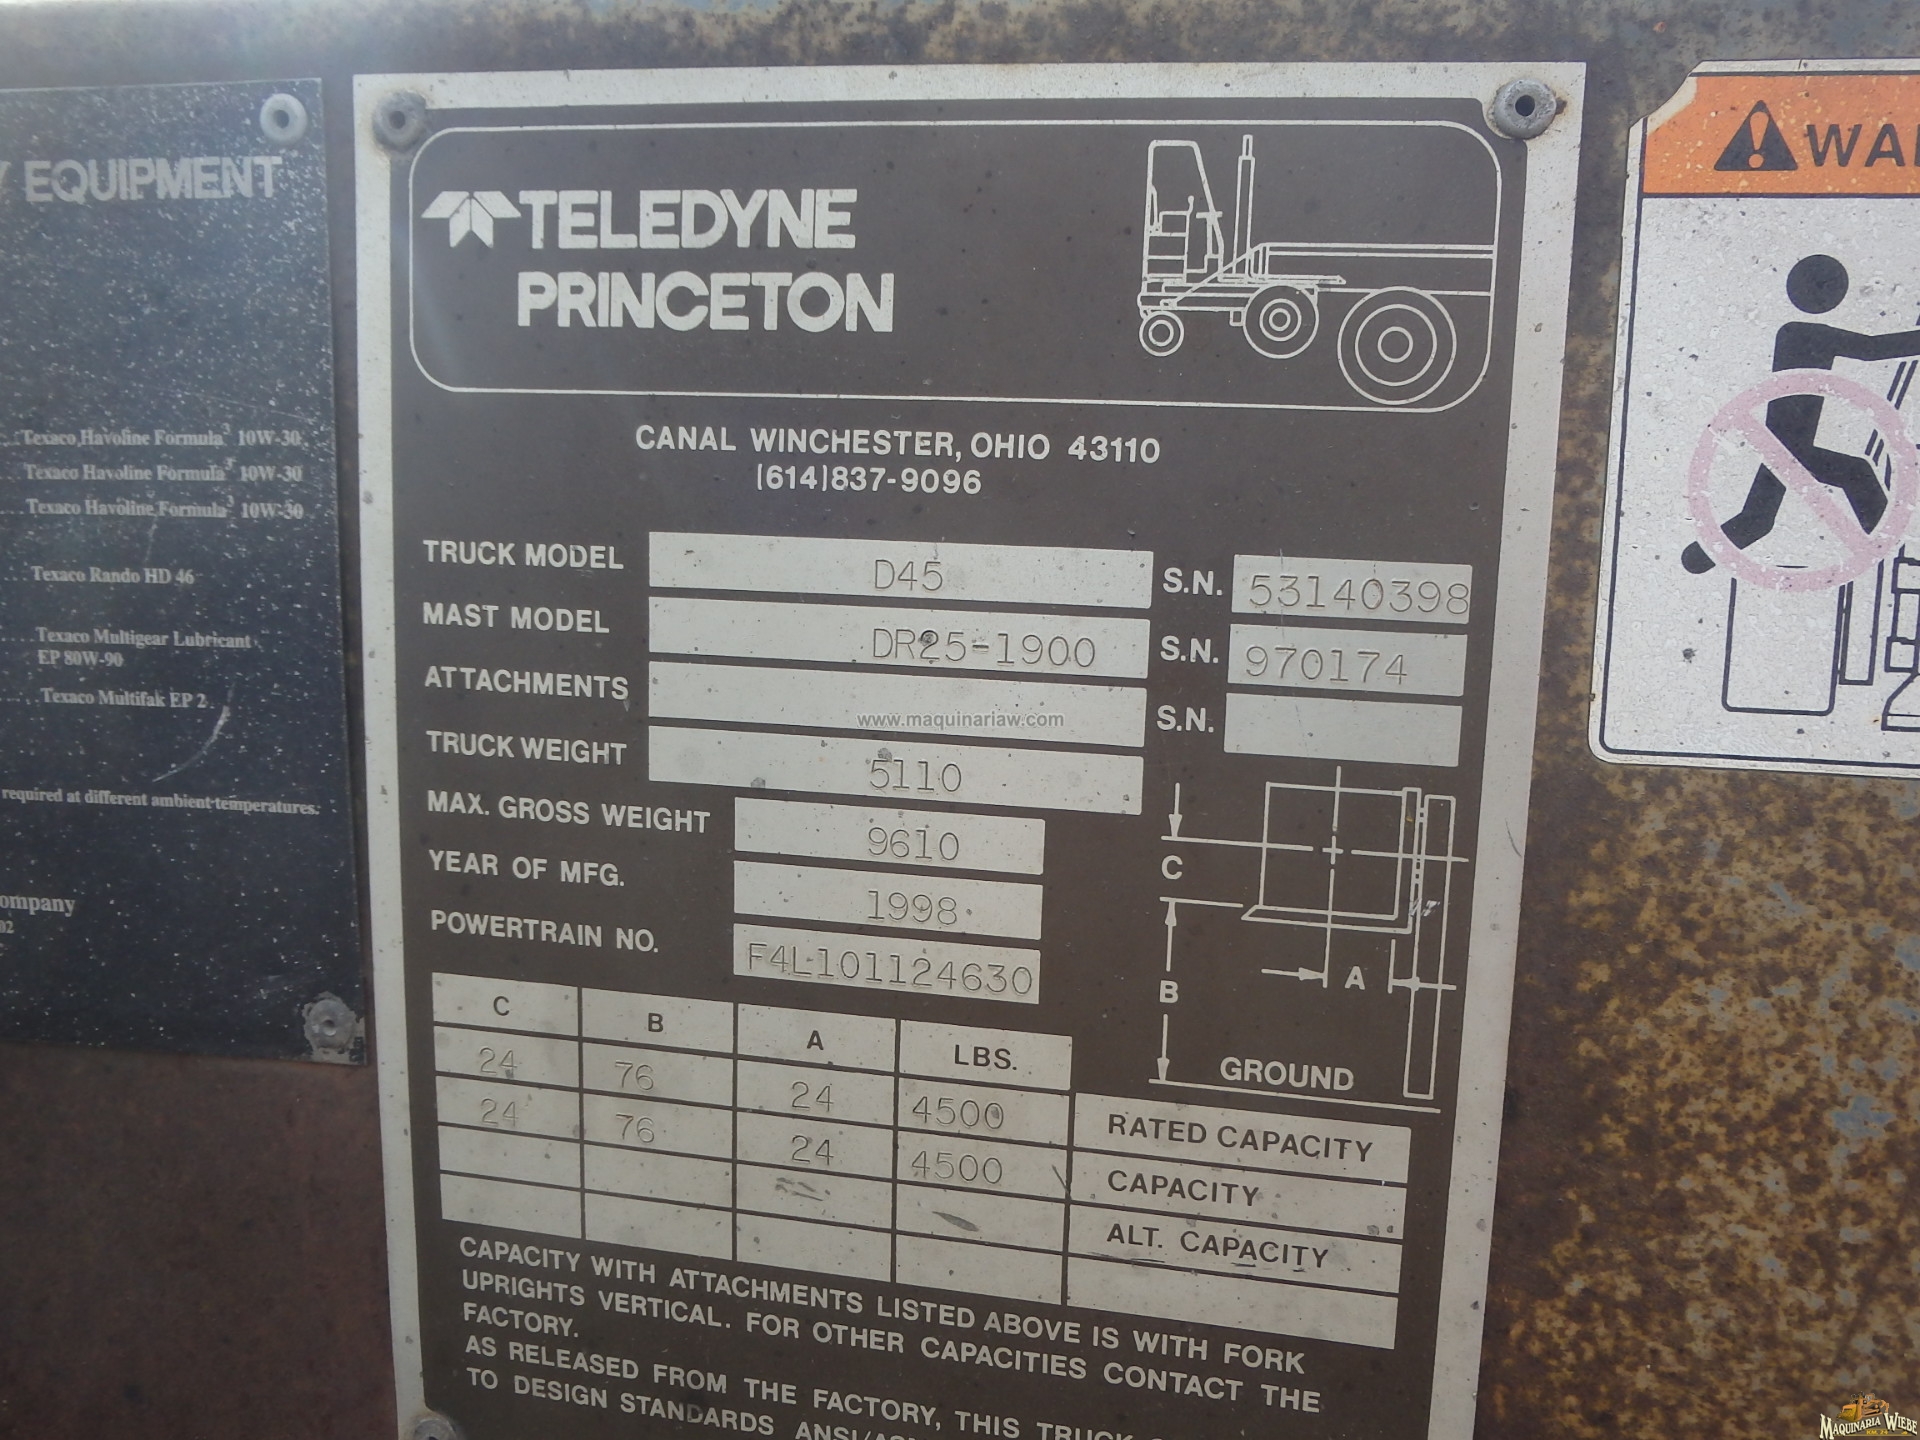 EQUIPMENT
Texaco Havoline Formula³ 10W-30
Texaco Havoline Formula³ 10W-30
Texaco Havoline Formula³ 10W-30
Texaco Rando HD 46
Texaco Multigear Lubricant
EP 80W-90
Texaco Multifak EP 2
required at different ambient temperatures.
TELEDYNE
PRINCETON
CANAL WINCHESTER, OHIO 43110
(614)837-9096
TRUCK MODEL D45 S.N. 53140398
MAST MODEL DR25-1900 S.N. 970174
ATTACHMENTS S.N.
www.maquinariaw.com
TRUCK WEIGHT 5110
MAX. GROSS WEIGHT 9610
YEAR OF MFG. 1998
POWERTRAIN NO. F4L101124630
C
B
A
GROUND
C B A LBS.
24 76 24 4500 RATED CAPACITY
24 76 24 4500 CAPACITY
ALT. CAPACITY
CAPACITY WITH ATTACHMENTS LISTED ABOVE IS WITH FORK
UPRIGHTS VERTICAL. FOR OTHER CAPACITIES CONTACT THE
FACTORY.
AS RELEASED FROM THE FACTORY, THIS TRUCK
TO DESIGN STANDARDS
MAQUINARIA WIEBE